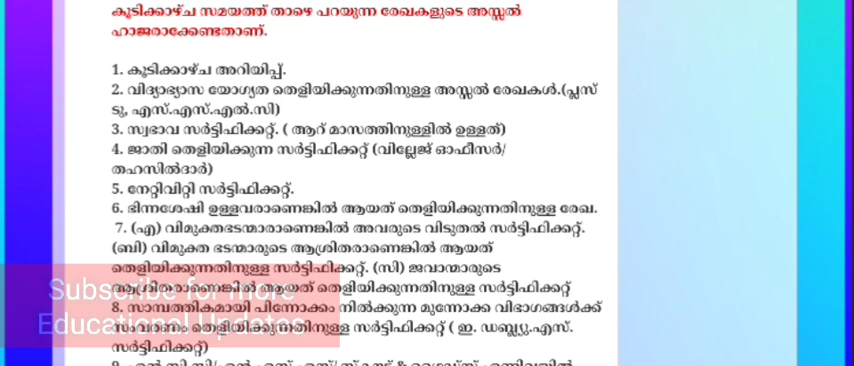 കൂടിക്കാഴ്ച സമയത്ത് താഴെ പറയുന്ന രേഖകളുടെ അസ്സൽ
ഹാജരാക്കേണ്ടതാണ്.
1. കൂടിക്കാഴ്ച അറിയിപ്പ്.
2. വിദ്യാഭ്യാസ യോഗ്യത തെളിയിക്കുന്നതിനുള്ള അസ്സൽ രേഖകൾ.(പ്ലസ്
ടു, എസ്.എസ്.എൽ.സി)
3. സ്വഭാവ സർട്ടിഫിക്കറ്റ്. ( ആറ് മാസത്തിനുള്ളിൽ ഉള്ളത്)
4. ജാതി തെളിയിക്കുന്ന സർട്ടിഫിക്കറ്റ് (വില്ലേജ് ഓഫീസർ/
തഹസിൽദാർ)
5. നേറ്റിവിറ്റി സർട്ടിഫിക്കറ്റ്.
6. ഭിന്നശേഷി ഉള്ളവരാണെങ്കിൽ ആയത് തെളിയിക്കുന്നതിനുള്ള രേഖ.
7. (എ) വിമുക്തഭടന്മാരാണെങ്കിൽ അവരുടെ വിടുതൽ സർട്ടിഫിക്കറ്റ്.
(ബി) വിമുക്ത ഭടന്മാരുടെ ആശ്രിതരാണെങ്കിൽ ആയത്
തെളിയിക്കുന്നതിനുള്ള സർട്ടിഫിക്കറ്റ്. (സി) ജവാന്മാരുടെ
ആശ്രിതരാണെങ്കിൽ ആയത് തെളിയിക്കുന്നതിനുള്ള സർട്ടിഫിക്കറ്റ്
8. സാമ്പത്തികമായി പിന്നോക്കം നിൽക്കുന്ന മുന്നോക്ക വിഭാഗങ്ങൾക്ക്
സംവരണം തെളിയിക്കുന്നതിനുള്ള സർട്ടിഫിക്കറ്റ് ( ഇ. ഡബ്ല്യു.എസ്.
സർട്ടിഫിക്കറ്റ്)
Subscribe for more
Educational Updates